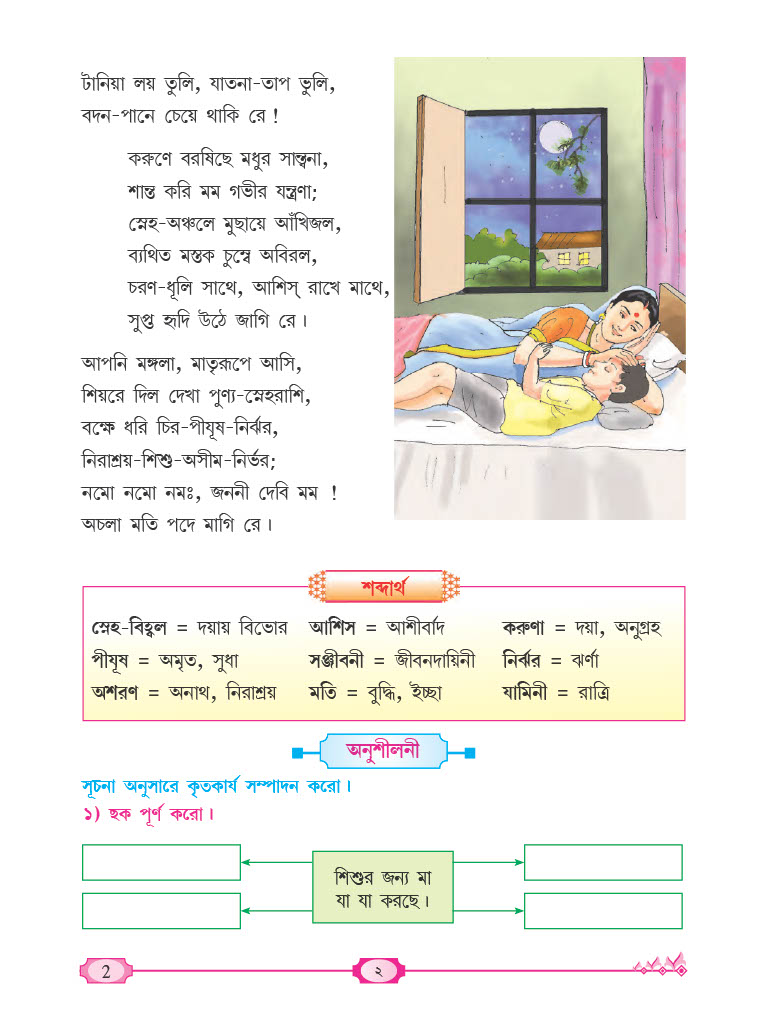 টানিয়া লয় তুলি, যাতনা-তাপ ভুলি,
বদন-পানে চেয়ে থাকি রে !
করুণে বরষিছে মধুর সান্ত্বনা,
শান্ত করি মম গভীর যন্ত্রণা;
স্নেহ-অঞ্চলে মুছায়ে আঁখিজল,
ব্যথিত মস্তক চুম্বে অবিরল,
চরণ-ধূলি সাথে, আশিস্ রাখে মাথে,
সুপ্ত হৃদি উঠে জাগি রে।
আপনি মঙ্গলা, মাতৃরূপে আসি,
শিয়রে দিল দেখা পুণ্য-স্নেহরাশি,
বক্ষে ধরি চির-পীযূষ-নির্ঝর,
নিরাশ্রয়-শিশু-অসীম-নির্ভর;
নমো নমো নমঃ, জননী দেবি মম !
অচলা মতি পদে মাগি রে।
শব্দার্থ
স্নেহ-বিহ্বল = দয়ায় বিভোর আশিস = আশীর্বাদ করুণা = দয়া, অনুগ্রহ
পীযূষ = অমৃত, সুধা সঞ্জীবনী = জীবনদায়িনী নির্ঝর = ঝর্ণা
অশরণ = অনাথ, নিরাশ্রয় মতি = বুদ্ধি, ইচ্ছা যামিনী = রাত্রি
অনুশীলনী
সূচনা অনুসারে কৃতকার্য সম্পাদন করো।
১) ছক পূর্ণ করো।
শিশুর জন্য মা
যা যা করছে।
2 ২